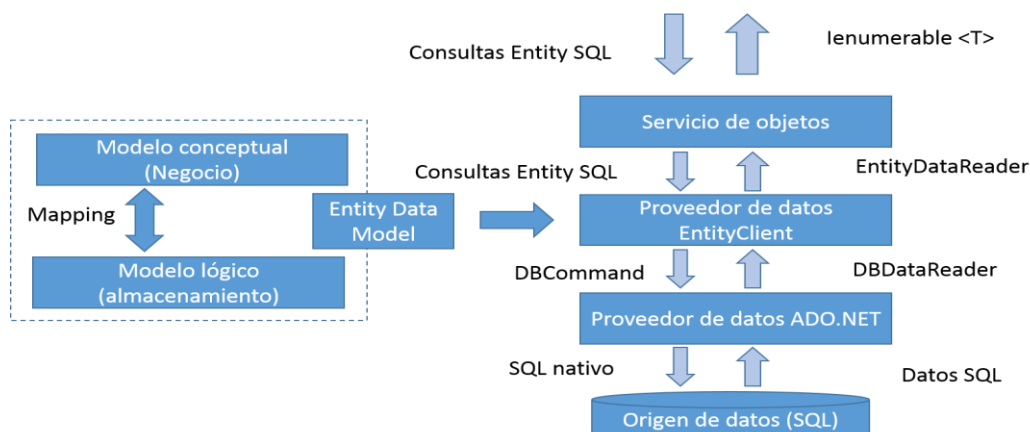 Consultas Entity SQL
Ienumerable <T>
Servicio de objetos
Modelo conceptual
(Negocio)
Mapping
Modelo lógico
(almacenamiento)
Entity Data
Model
Consultas Entity SQL
EntityDataReader
Proveedor de datos
EntityClient
DBCommand
DBDataReader
Proveedor de datos ADO.NET
SQL nativo
Datos SQL
Origen de datos (SQL)